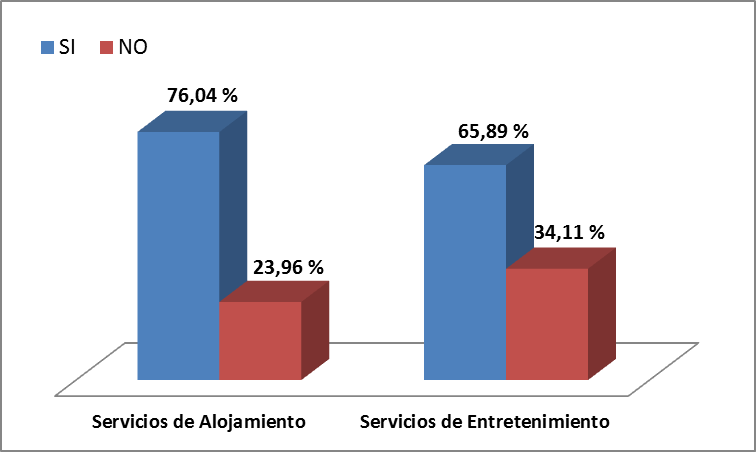 SI NO
76,04 %
65,89 %
34,11 %
23,96 %
Servicios de Alojamiento Servicios de Entretenimiento